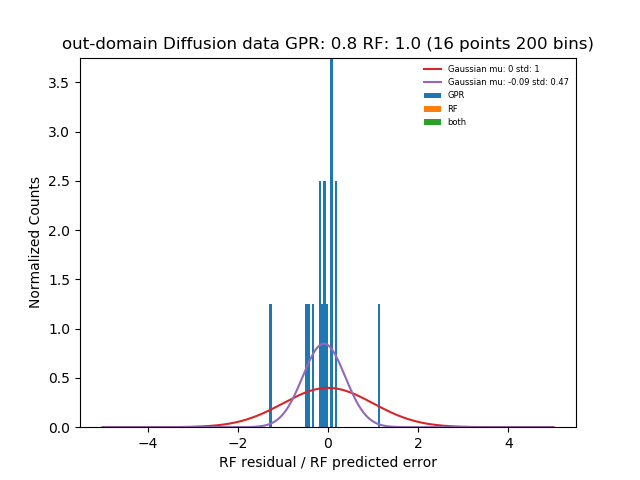 out-domain Diffusion data GPR: 0.8 RF: 1.0 (16 points 200 bins)
Gaussian mu: 0 std: 1
Gaussian mu: -0.09 std: 0.47
GPR
RF
both
Normalized Counts
3.5
3.0
2.5
2.0
1.5
1.0
0.5
0.0
−4
−2
0
2
4
RF residual / RF predicted error